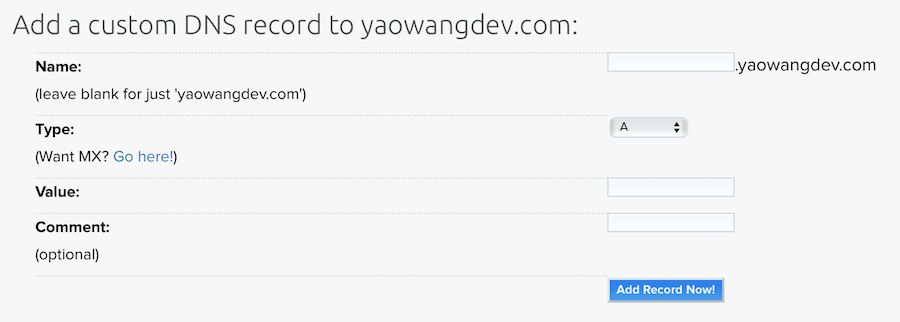 Add a custom DNS record to yaowangdev.com:
Name:
.yaowangdev.com
(leave blank for just 'yaowangdev.com')
Type:
A
(Want MX? Go here!)
Value:
Comment:
(optional)
Add Record Now!